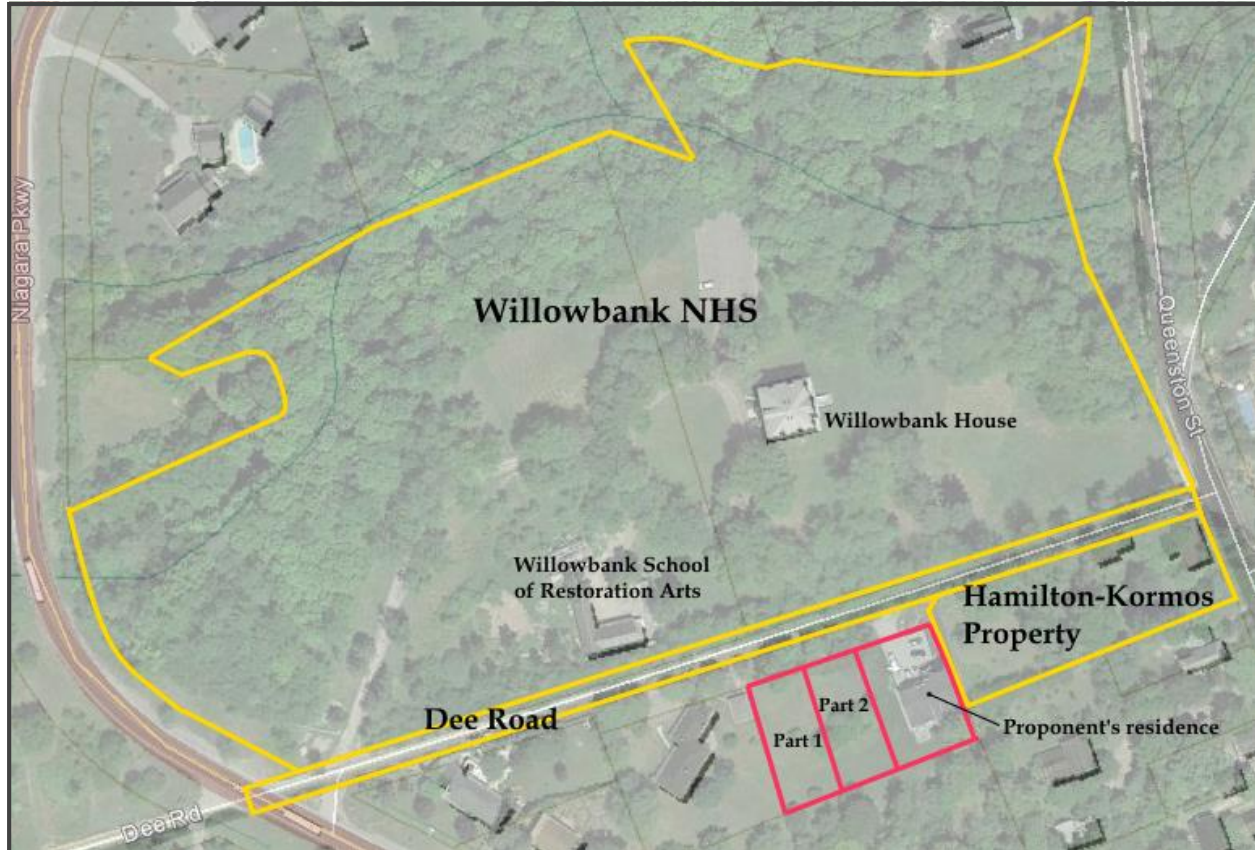 Niagara Pkwy
Willowbank NHS
Queenston St
Willowbank House
Willowbank School
of Restoration Arts
Hamilton-Kormos
Property
Dee Road
Part 2
Part 1
Proponent's residence
Dee Rd